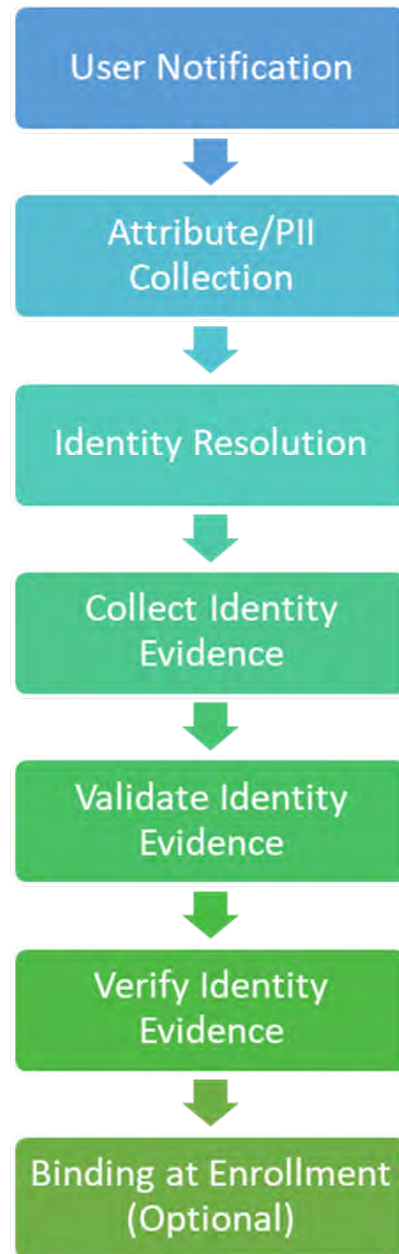 User Notification
Attribute/PII
Collection
Identity Resolution
Collect Identity
Evidence
Validate Identity
Evidence
Verify Identity
Evidence
Binding at Enrollment
(Optional)